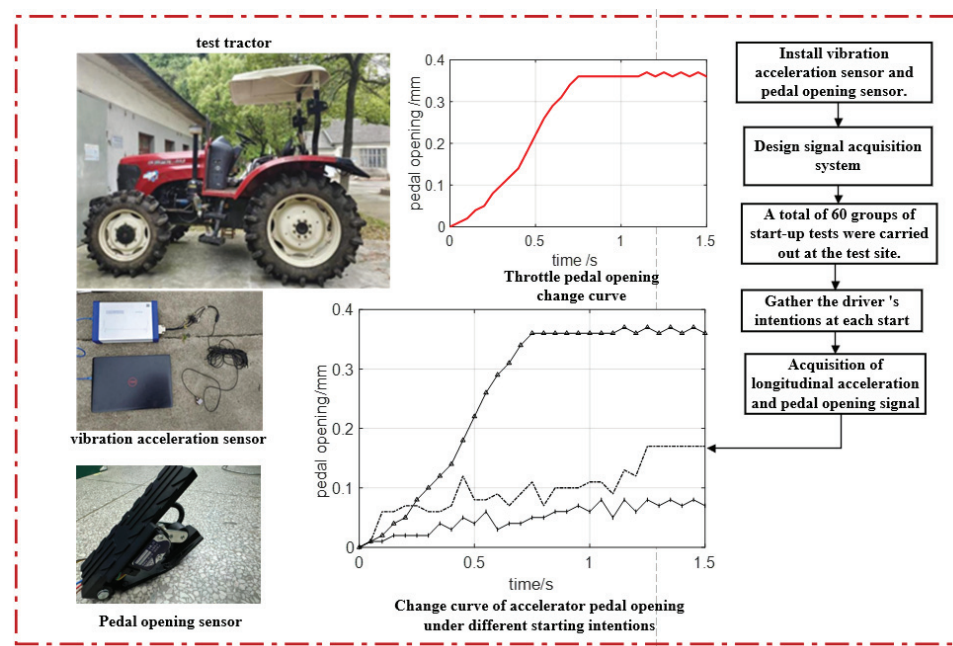 test tractor
0.4
0.3
0.2
0.1
0
pedal opening /mm
0
0.5
1
1.5
time /s
Throttle pedal opening
change curve
vibration acceleration sensor
Pedal opening sensor
0.4
0.3
0.2
0.1
0
pedal opening/mm
0
0.5
1
1.5
time/s
Change curve of accelerator pedal opening
under different starting intentions
Install vibration
acceleration sensor and
pedal opening sensor.
Design signal acquisition
system
A total of 60 groups of
start-up tests were carried
out at the test site.
Gather the driver 's
intentions at each start
Acquisition of
longitudinal acceleration
and pedal opening signal